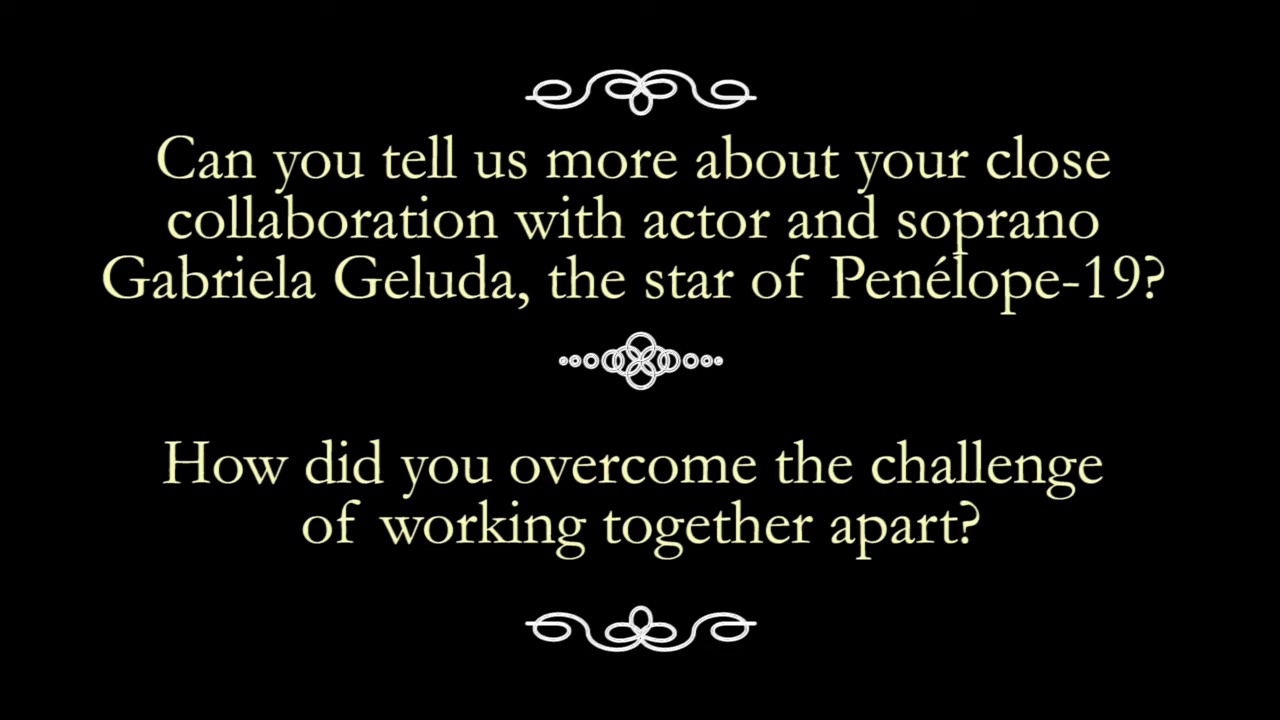 Can you tell us more about your close
collaboration with actor and soprano
Gabriela Geluda, the star of Penélope-19?
How did you overcome the challenge
of working together apart?